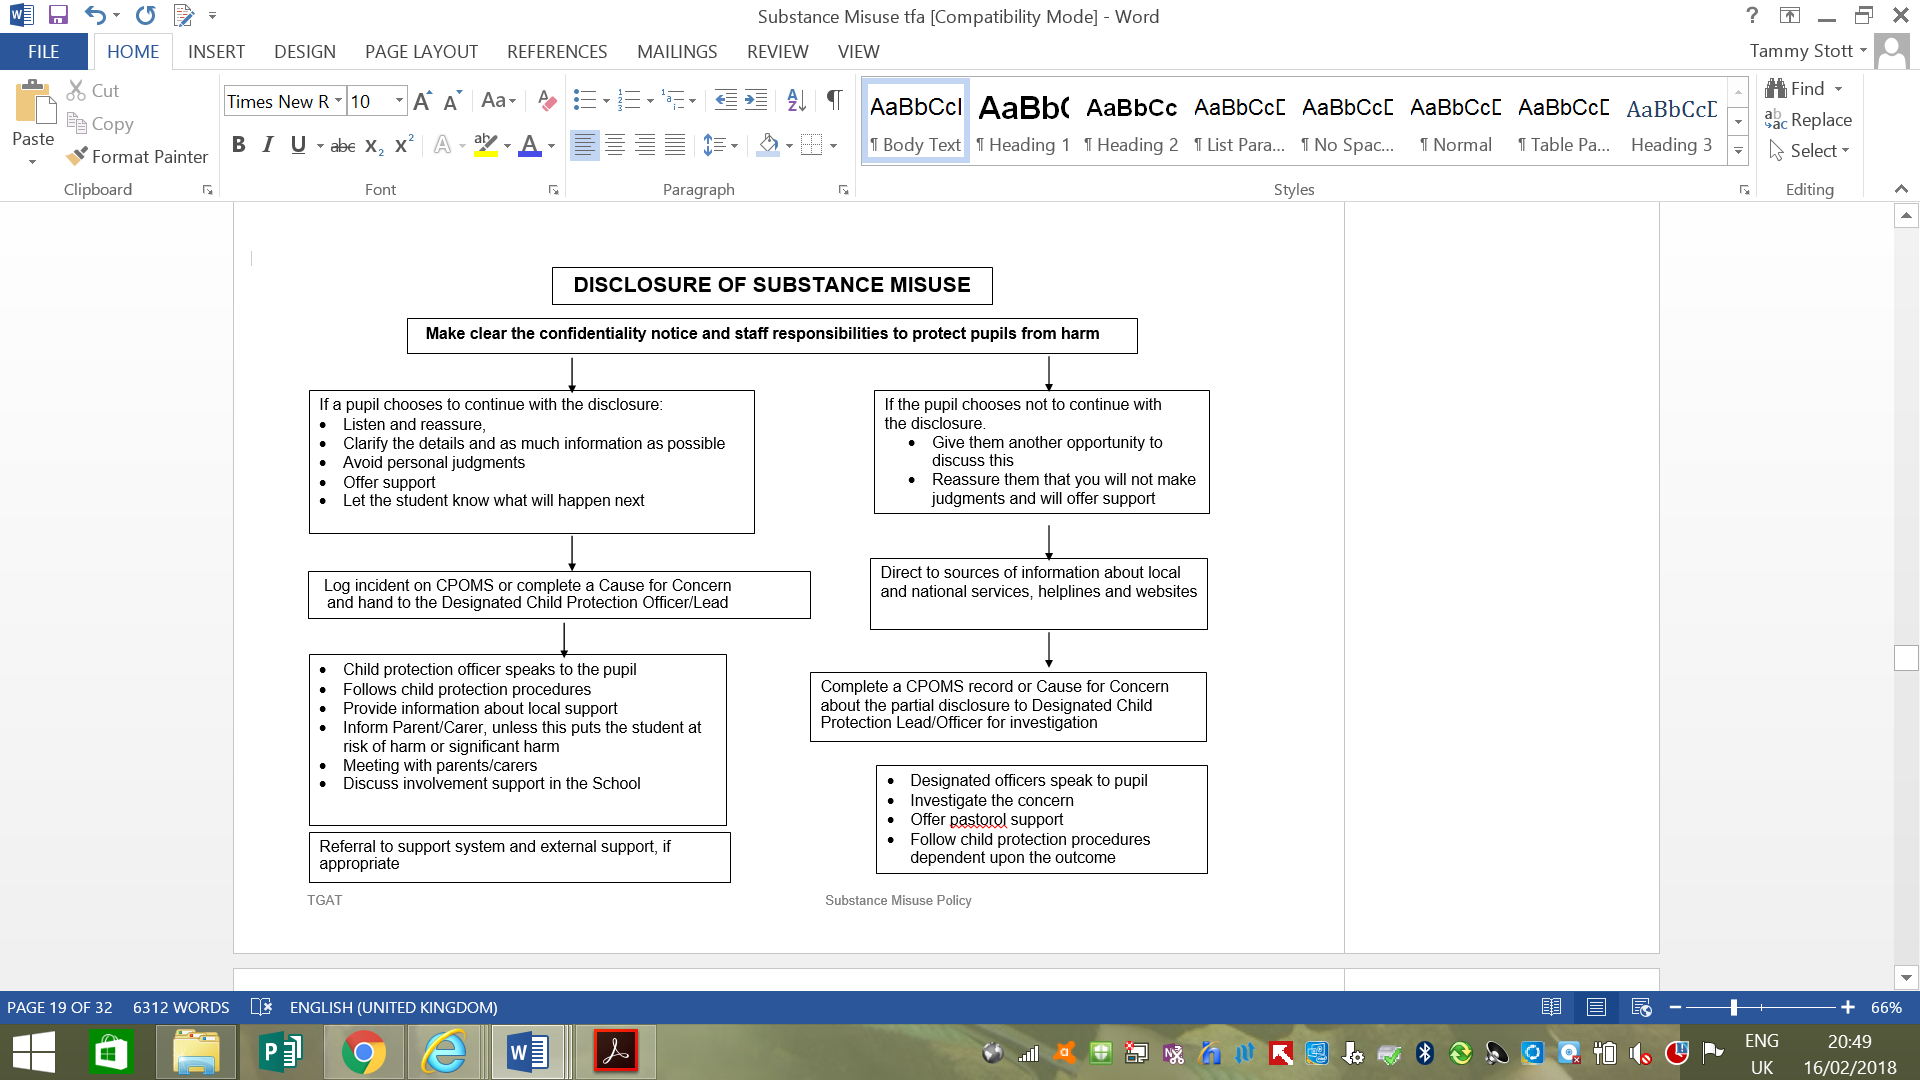 Substance Misuse tfa [Compatibility Mode] - Word
?
FILE HOME INSERT DESIGN PAGE LAYOUT REFERENCES MAILINGS REVIEW VIEW
Tammy Stott
Paste
Cut
Copy
Format Painter
Clipboard
Times New R 10
Font
Paragraph
AaBbCcI AaBbC AaBbCc AaBbCcD AaBbCcD AaBbCcD AaBbCcD AaBbCcD
¶ Body Text ¶ Heading 1 ¶ Heading 2 ¶ List Para... ¶ No Spac... ¶ Normal ¶ Table Pa... Heading 3
Styles
Find
Replace
Select
Editing
DISCLOSURE OF SUBSTANCE MISUSE
Make clear the confidentiality notice and staff responsibilities to protect pupils from harm
If a pupil chooses to continue with the disclosure:
• Listen and reassure,
• Clarify the details and as much information as possible
• Avoid personal judgments
• Offer support
• Let the student know what will happen next
Log incident on CPOMS or complete a Cause for Concern
and hand to the Designated Child Protection Officer/Lead
• Child protection officer speaks to the pupil
• Follows child protection procedures
• Provide information about local support
• Inform Parent/Carer, unless this puts the student at
risk of harm or significant harm
• Meeting with parents/carers
• Discuss involvement support in the School
Referral to support system and external support, if
appropriate
If the pupil chooses not to continue with
the disclosure.
• Give them another opportunity to
discuss this
• Reassure them that you will not make
judgments and will offer support
Direct to sources of information about local
and national services, helplines and websites
Complete a CPOMS record or Cause for Concern
about the partial disclosure to Designated Child
Protection Lead/Officer for investigation
• Designated officers speak to pupil
• Investigate the concern
• Offer pastorol support
• Follow child protection procedures
dependent upon the outcome
TGAT
Substance Misuse Policy
PAGE 19 OF 32 6312 WORDS ENGLISH (UNITED KINGDOM)
66%
ENG
UK
20:49
16/02/2018